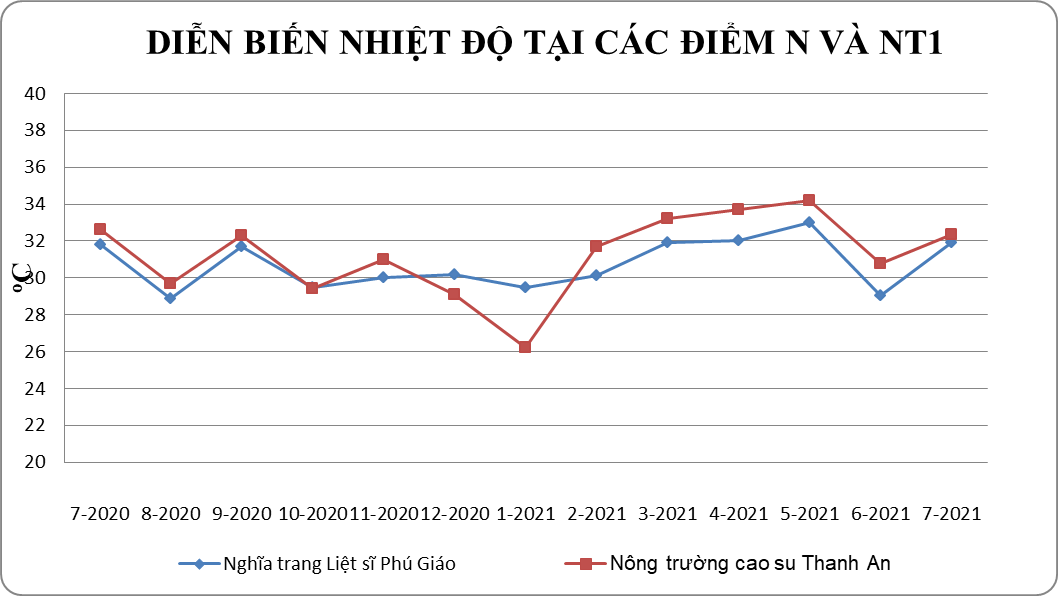 DIỄN BIẾN NHIỆT ĐỘ TẠI CÁC ĐIỂM N VÀ NT1
ºC
40
38
36
34
32
30
28
26
24
22
20
7-2020 8-2020 9-2020 10-2020 11-2020 12-2020 1-2021 2-2021 3-2021 4-2021 5-2021 6-2021 7-2021
Nghĩa trang Liệt sĩ Phú Giáo Nông trường cao su Thanh An